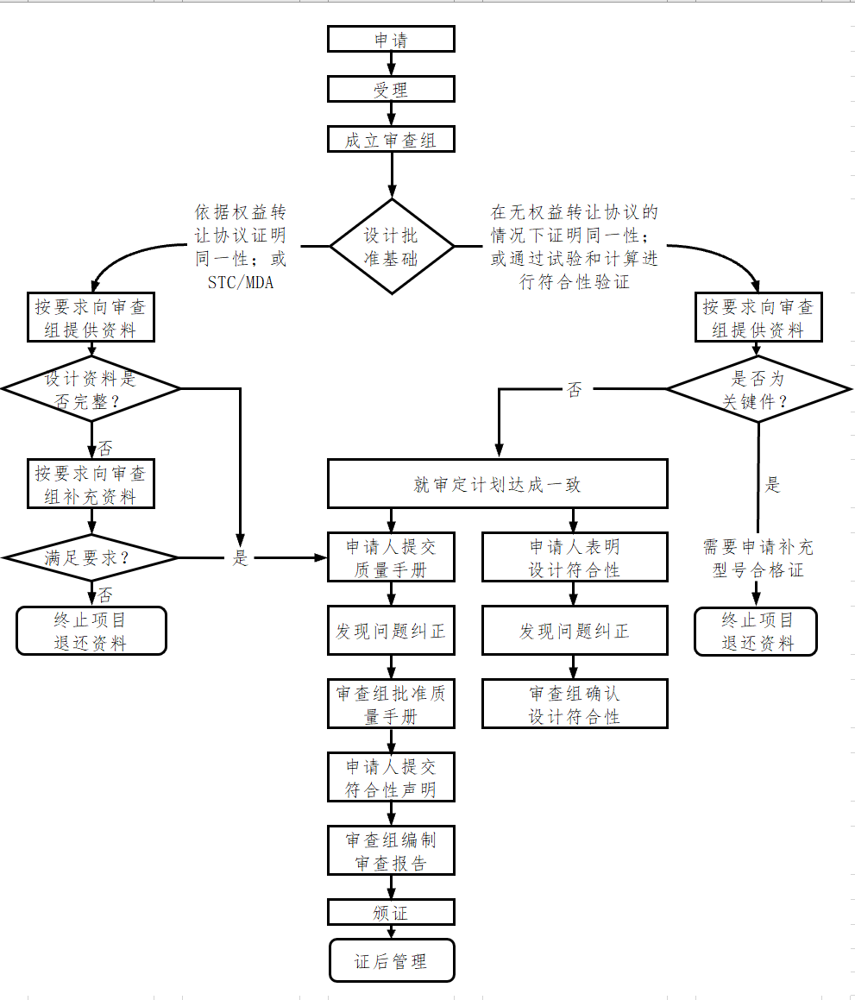 申请
受理
成立审查组
依据权益转
让协议证明
同一性；或
STC/MDA
设计批
准基础
在无权益转让协议的
情况下证明同一性；
或通过试验和计算进
行符合性验证
按要求向审查
组提供资料
按要求向审查
组提供资料
设计资料是
否完整？
否
是否为
关键件？
否
按要求向审查
组补充资料
就审定计划达成一致
是
满足要求？
是
申请人提交
质量手册
申请人表明
设计符合性
需要申请补充
型号合格证
否
终止项目
退还资料
发现问题纠正
发现问题纠正
终止项目
退还资料
审查组批准质
量手册
审查组确认
设计符合性
申请人提交
符合性声明
审查组编制
审查报告
颁证
证后管理